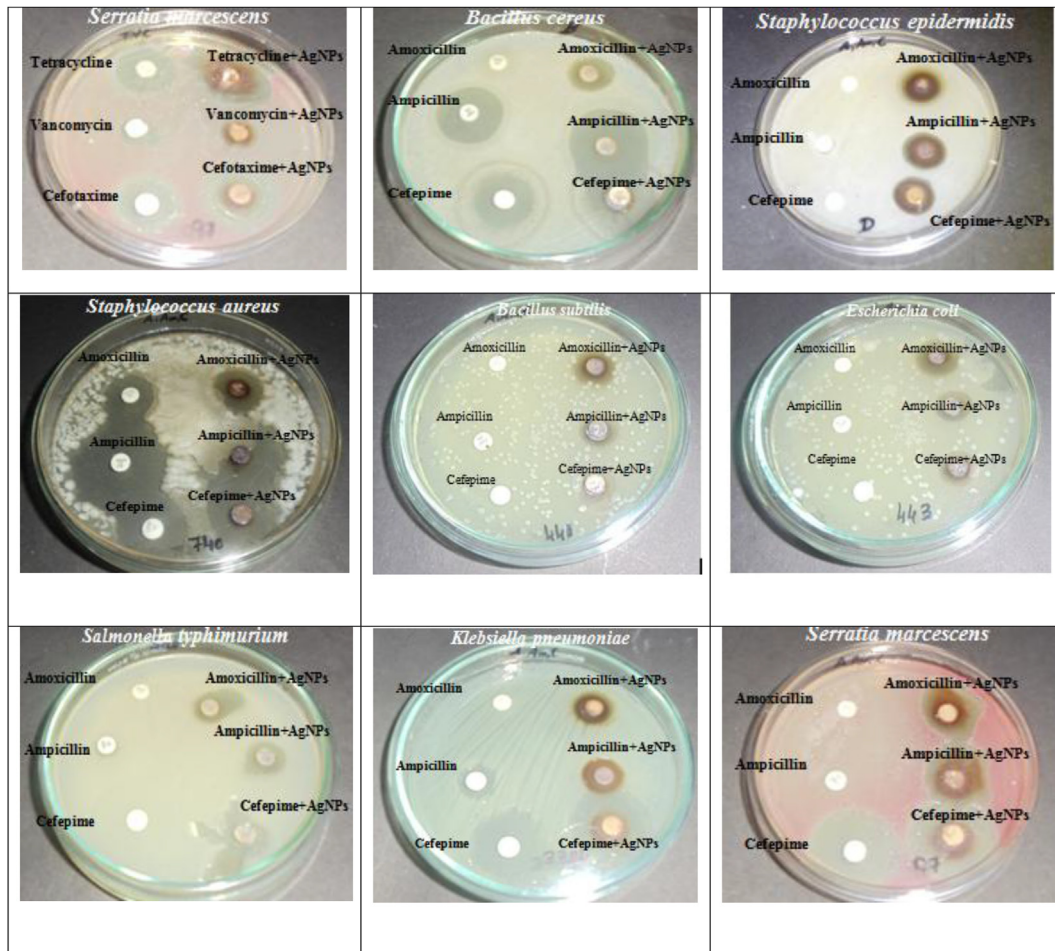 Serratia marcescens
Tetracycline
Tetracycline+AgNPs
Vancomycin
Vancomycin+AgNPs
Cefotaxime
Cefotaxime+AgNPs
Bacillus cereus
Amoxicillin
Amoxicillin+AgNPs
Ampicillin
Ampicillin+AgNPs
Cefepime
Cefepime+AgNPs
Staphylococcus epidermidis
Amoxicillin
Amoxicillin+AgNPs
Ampicillin
Ampicillin+AgNPs
Cefepime
Cefepime+AgNPs
D
Staphylococcus aureus
Amoxicillin
Amoxicillin+AgNPs
Ampicillin
Ampicillin+AgNPs
Cefepime
Cefepime+AgNPs
740
Bacillus subtilis
Amoxicillin
Amoxicillin+AgNPs
Ampicillin
Ampicillin+AgNPs
Cefepime
Cefepime+AgNPs
Escherichia coli
Amoxicillin
Amoxicillin+AgNPs
Ampicillin
Ampicillin+AgNPs
Cefepime
Cefepime+AgNPs
443
Salmonella typhimurium
Amoxicillin
Amoxicillin+AgNPs
Ampicillin
Ampicillin+AgNPs
Cefepime
Cefepime+AgNPs
Klebsiella pneumoniae
Amoxicillin
Amoxicillin+AgNPs
Ampicillin
Ampicillin+AgNPs
Cefepime
Cefepime+AgNPs
Serratia marcescens
Amoxicillin
Amoxicillin+AgNPs
Ampicillin
Ampicillin+AgNPs
Cefepime
Cefepime+AgNPs
97